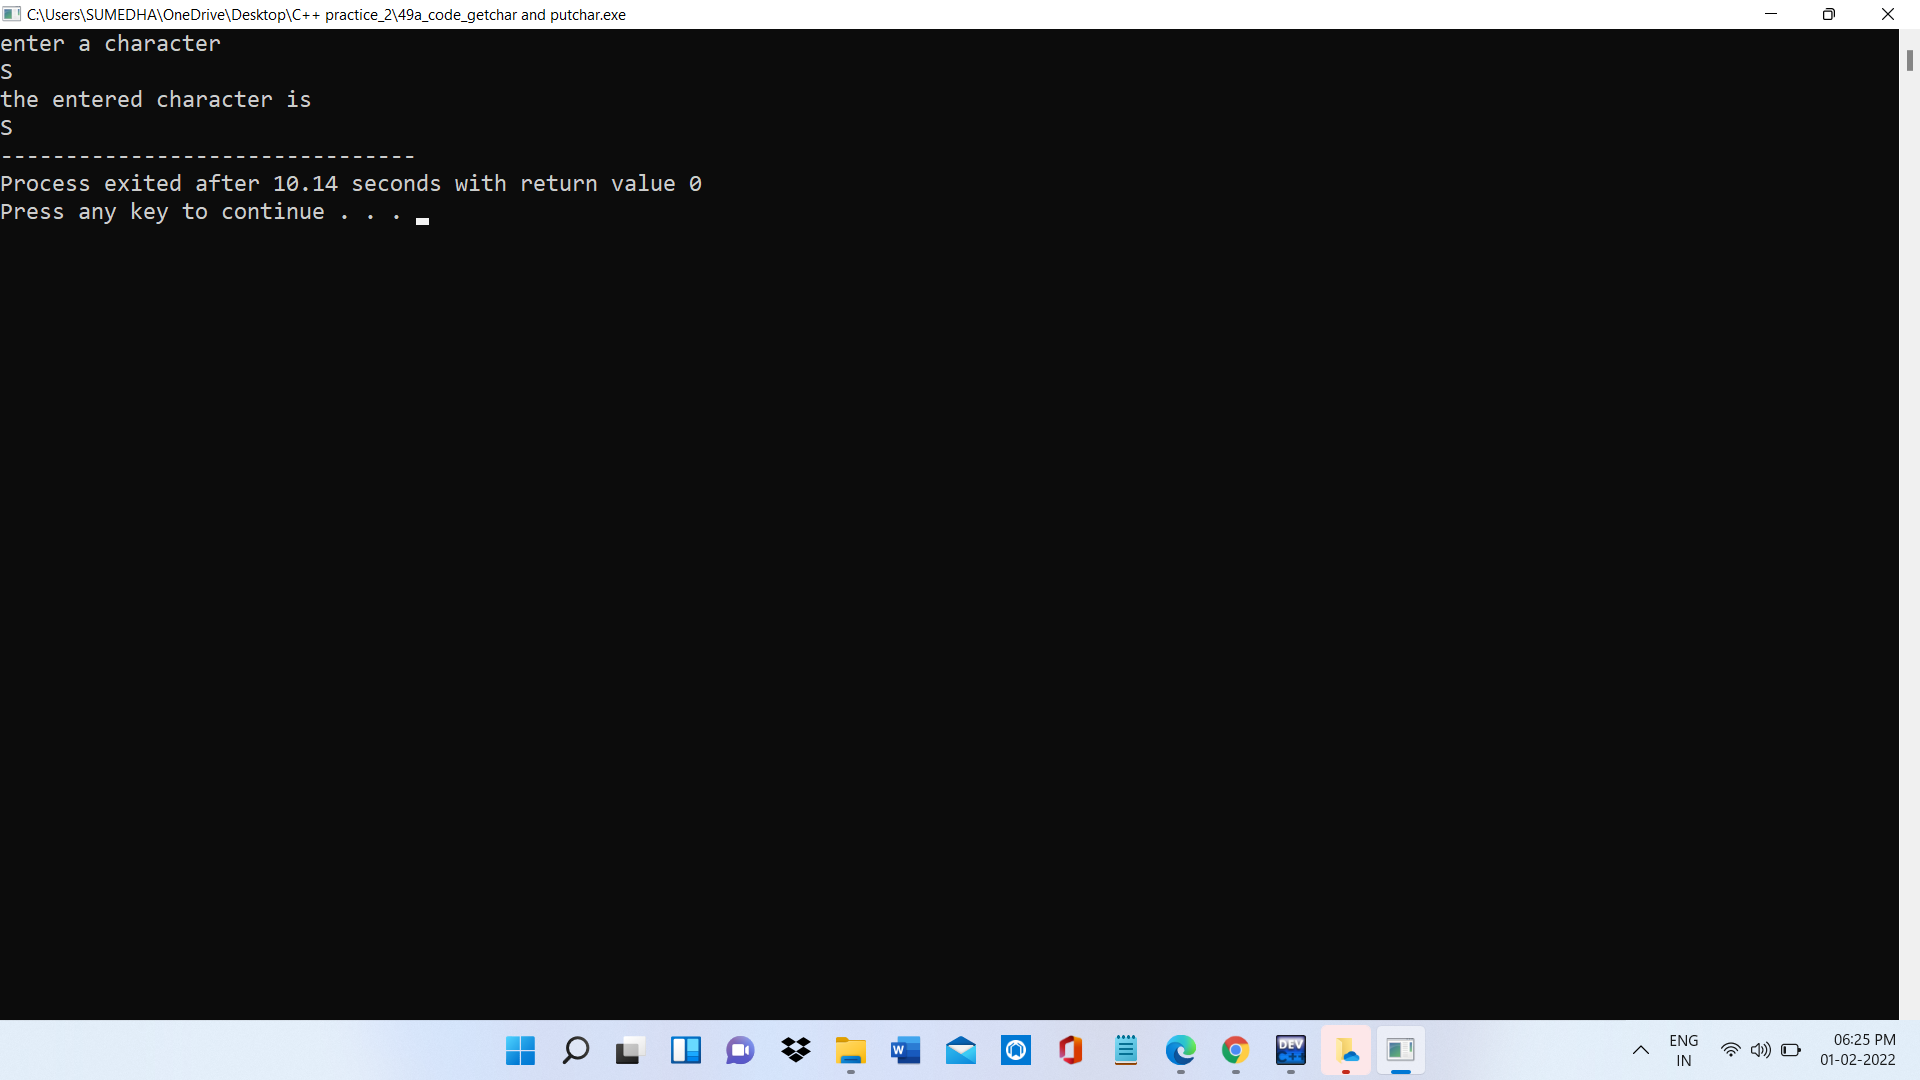 C:\Users\SUMEDHA\OneDrive\Desktop\C++ practice_2\49a_code_getchar and putchar.exe
enter a character
S
the entered character is
S
--------------------------------
Process exited after 10.14 seconds with return value 0
Press any key to continue . . .
W
DEV
C++
ENG
IN
06:25 PM
01-02-2022